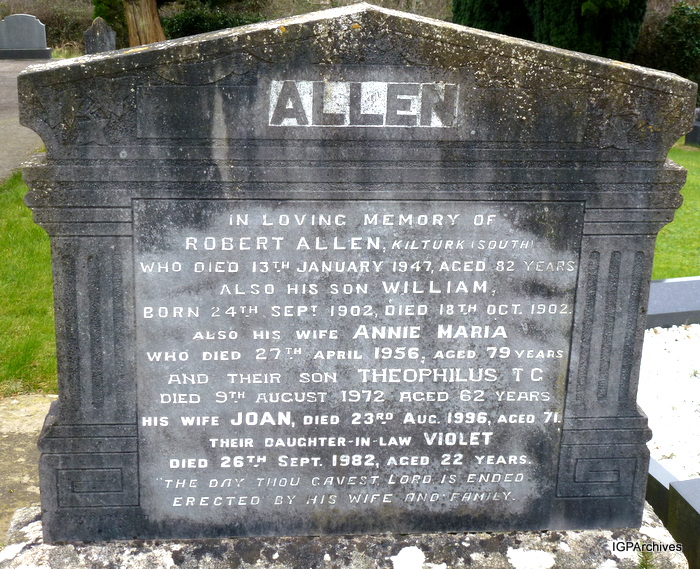 ALLEN
IN LOVING MEMORY OF
ROBERT ALLEN, KILTURK (SOUTH)
WHO DIED 13TH JANUARY 1947, AGED 82 YEARS
ALSO HIS SON WILLIAM,
BORN 24TH SEPT 1902, DIED 18TH OCT. 1902.
ALSO HIS WIFE ANNIE MARIA
WHO DIED 27TH APRIL 1956, AGED 79 YEARS
AND THEIR SON THEOPHILUS T C
DIED 9TH AUGUST 1972 AGED 62 YEARS
HIS WIFE JOAN, DIED 23RD AUG. 1996, AGED 71.
THEIR DAUGHTER-IN-LAW VIOLET
DIED 26TH SEPT. 1982, AGED 22 YEARS.
"THE DAY THOU GAVEST LORD IS ENDED
ERECTED BY HIS WIFE AND FAMILY.
IGPArchives